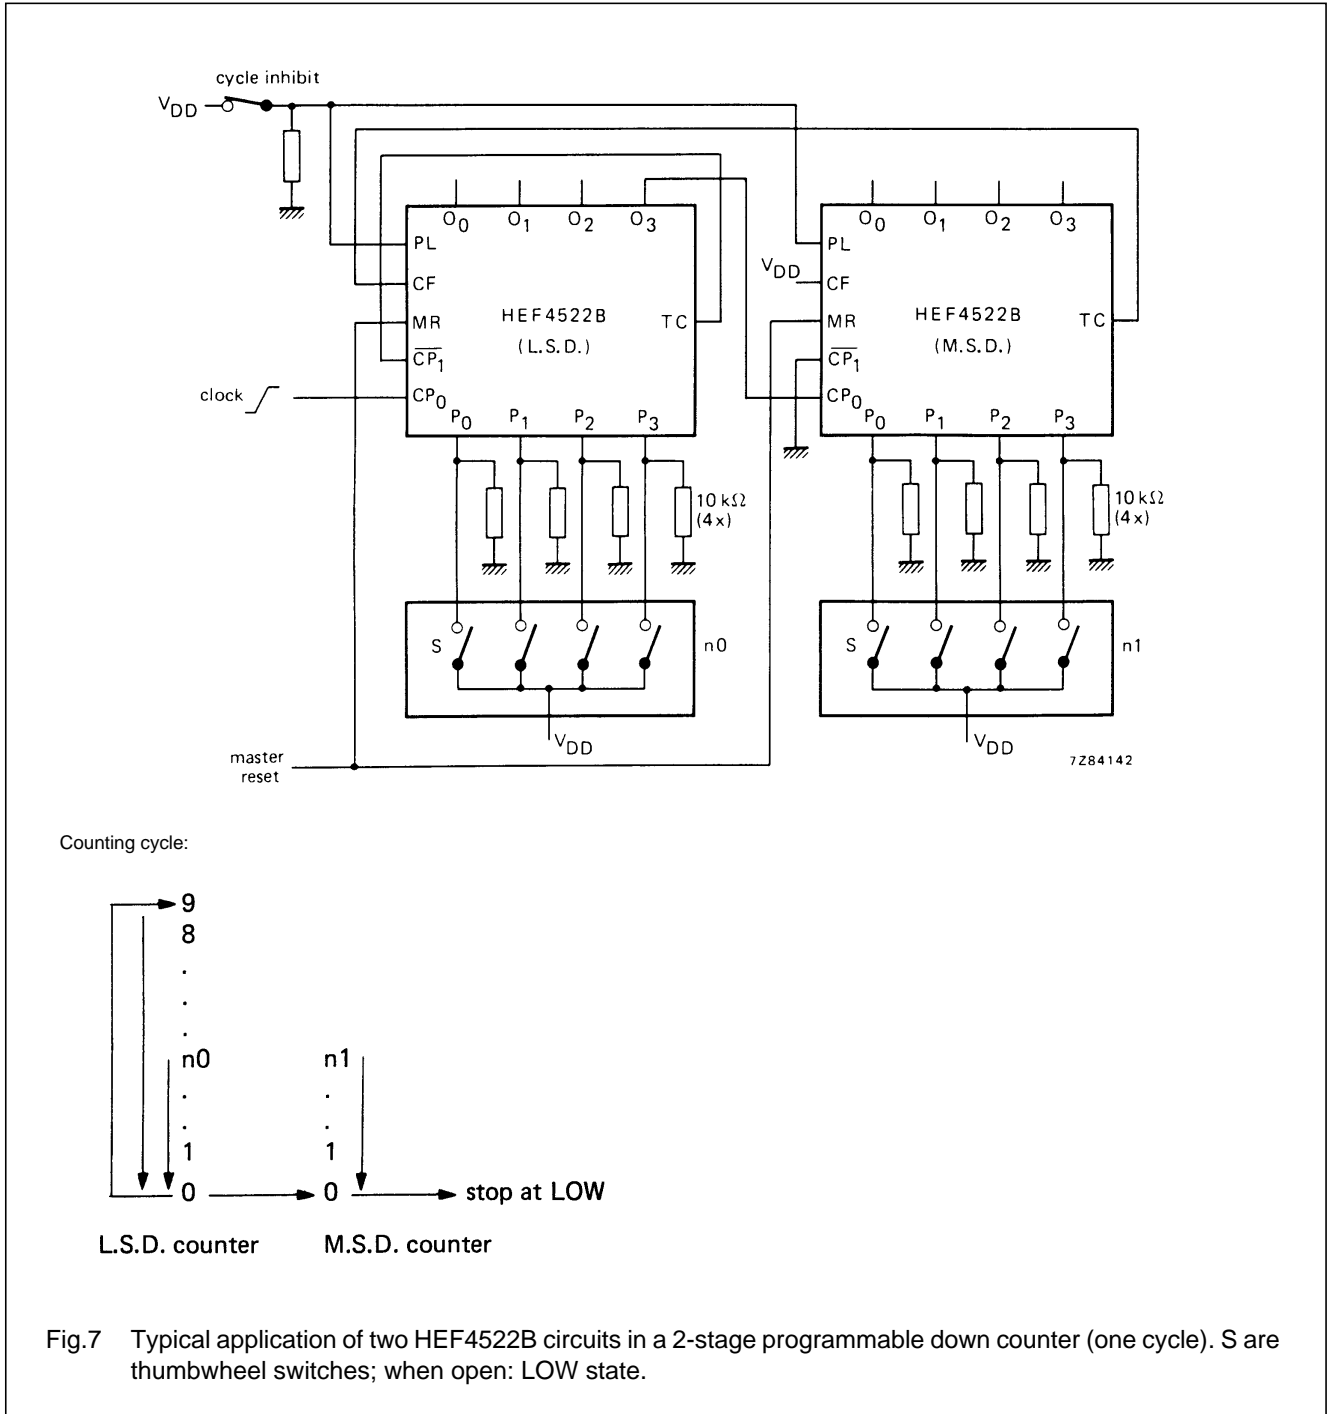 cycle inhibit
VDD
O0 O1 O2 O3
PL
CF
MR
CP1
CP0
HEF4522B
(L.S.D.)
TC
P0 P1 P2 P3
clock
O0 O1 O2 O3
PL
VDD
CF
MR
CP1
CP0
HEF4522B
(M.S.D.)
TC
P0 P1 P2 P3
10 kΩ
(4x)
10 kΩ
(4x)
S
n0
S
n1
VDD
VDD
master
reset
7Z84142
Counting cycle:
9
8
.
.
.
n0 n1
. .
. .
1 1
0 0 stop at LOW
L.S.D. counter M.S.D. counter
Fig.7 Typical application of two HEF4522B circuits in a 2-stage programmable down counter (one cycle). S are
thumbwheel switches; when open: LOW state.